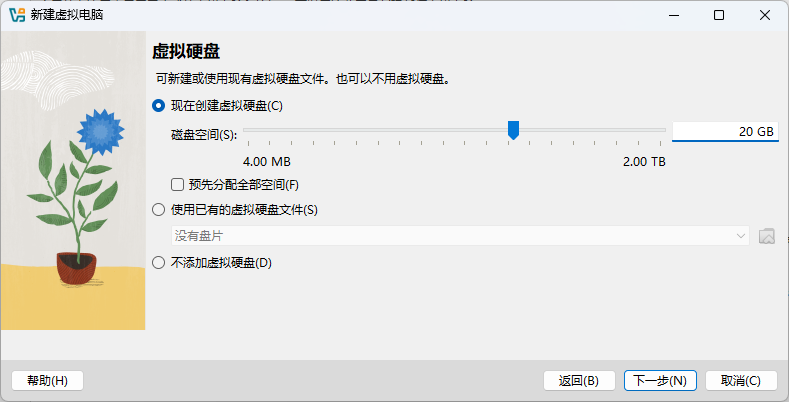 新建虚拟电脑
虚拟硬盘
可新建或使用现有虚拟硬盘文件。也可以不用虚拟硬盘。
现在创建虚拟硬盘(C)
磁盘空间(S):
20 GB
4.00 MB
2.00 TB
预先分配全部空间(F)
使用已有的虚拟硬盘文件(S)
没有盘片
不添加虚拟硬盘(D)
帮助(H)
返回(B)
下一步(N)
取消(C)